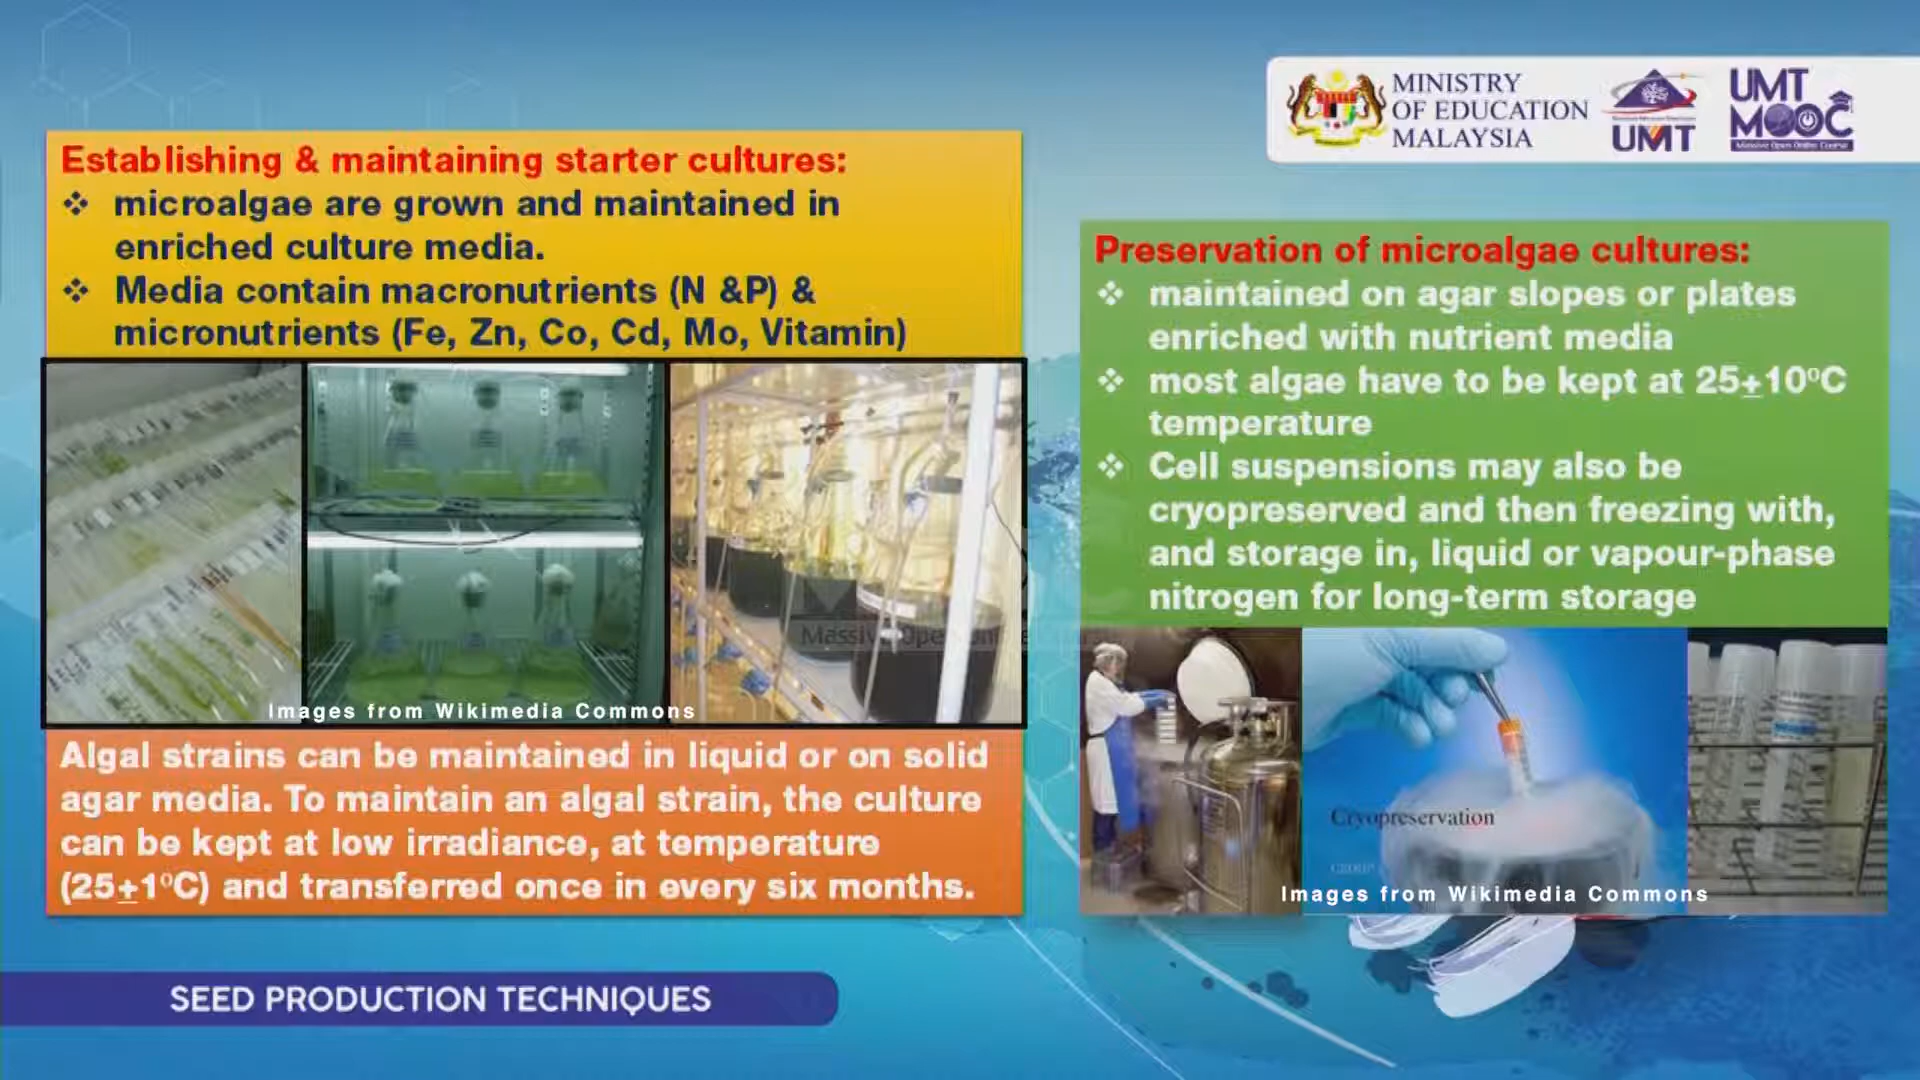 MINISTRY
OF EDUCATION
MALAYSIA
UMT
UMT
MOOC
Massive Open Online Course
Establishing & maintaining starter cultures:
❖ microalgae are grown and maintained in
enriched culture media.
❖ Media contain macronutrients (N &P) &
micronutrients (Fe, Zn, Co, Cd, Mo, Vitamin)
Images from Wikimedia Commons
Algal strains can be maintained in liquid or on solid
agar media. To maintain an algal strain, the culture
can be kept at low irradiance, at temperature
(25±1⁰C) and transferred once in every six months.
Preservation of microalgae cultures:
❖ maintained on agar slopes or plates
enriched with nutrient media
❖ most algae have to be kept at 25±10⁰C
temperature
❖ Cell suspensions may also be
cryopreserved and then freezing with,
and storage in, liquid or vapour-phase
nitrogen for long-term storage
Cryopreservation
Images from Wikimedia Commons
SEED PRODUCTION TECHNIQUES